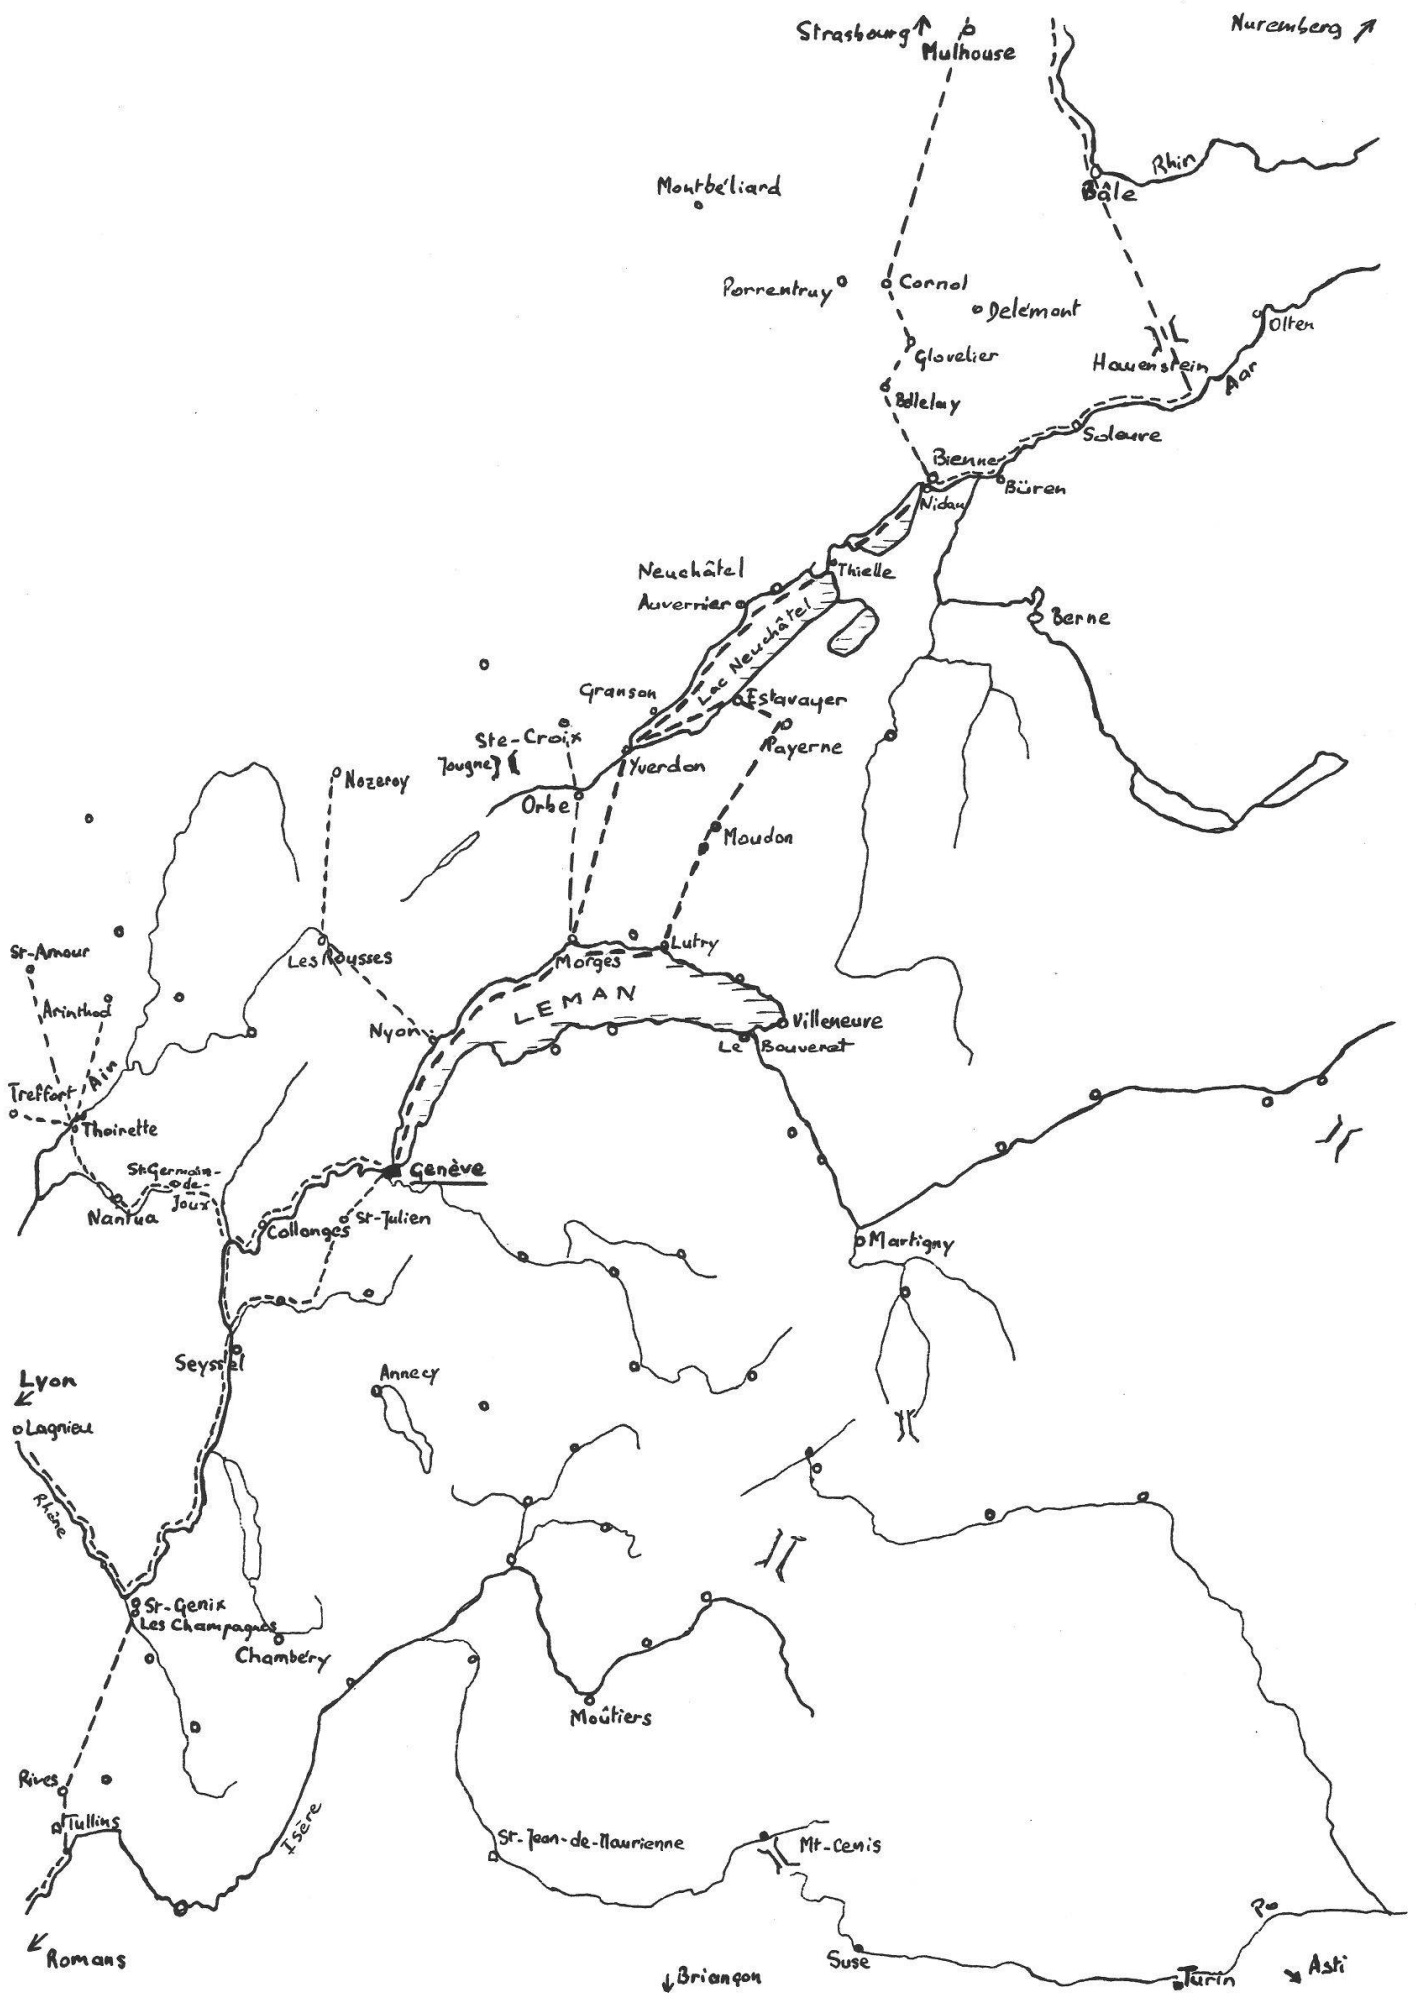 Strasbourg
Mulhouse
Nuremberg
Rhin
Bâle
Montbéliard
Porrentruy
Cornol
Delémont
Olten
Glovelier
Hauenstein
Aar
Bellelay
Soleure
Bienne
Büren
Nidau
Neuchâtel
Thielle
Auvernier
Lac Neuchâtel
Berne
Granson
Estavayer
Ste-Croix
Payerne
Jougne
Yverdon
Nozeroy
Orbe
Moudon
St-Amour
Les Rousses
Morges
Lutry
LEMAN
Arinthod
Nyon
Villeneuve
Le Bouveret
Ain
Treffort
Thoirette
St.Germain-
de-
Joux
Genève
Nantua
Collonges
St-Julien
Martigny
Seyssel
Lyon
Annecy
Lagnieu
Rhône
St-Genix
Les Champagnes
Chambéry
Moûtiers
Rives
Tullins
Isère
St-Jean-de-Maurienne
Mt-Cenis
Po
Romans
Suse
Briançon
Turin
Asti